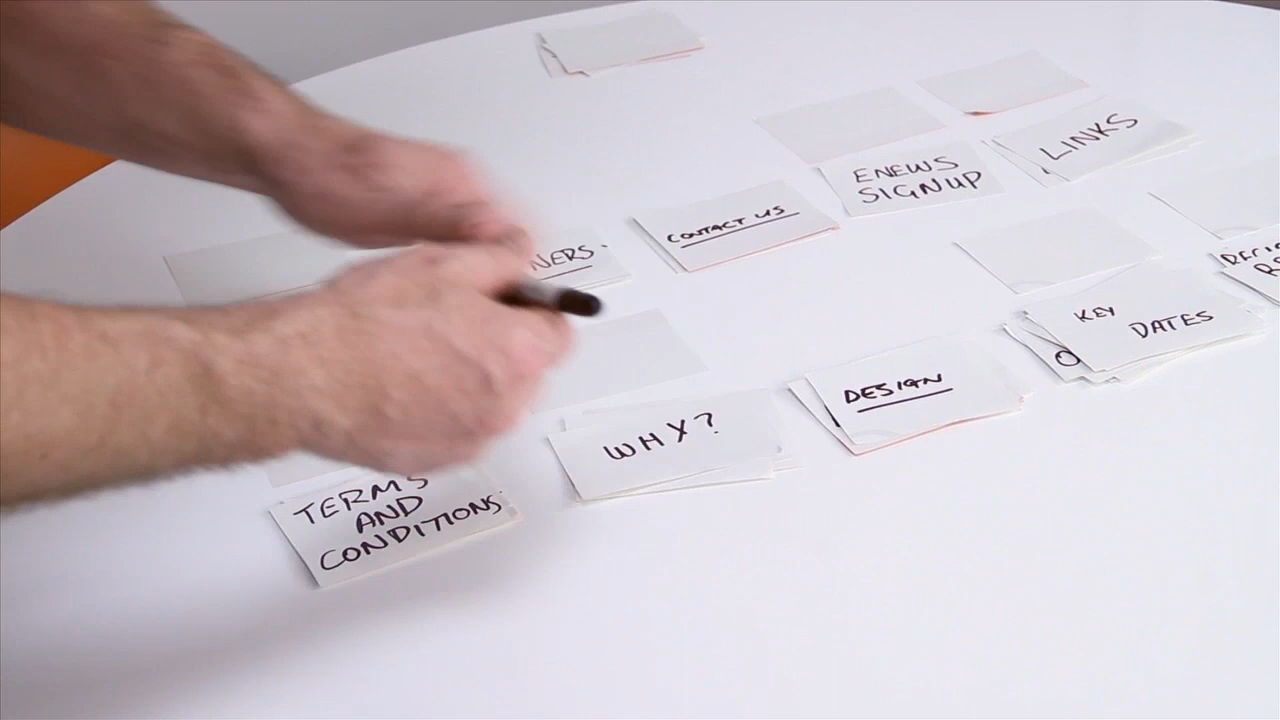 LINKS
ENEWS
SIGNUP
CONTACT US
KEY
DATES
DESIGN
WHY?
TERMS
AND
CONDITIONS